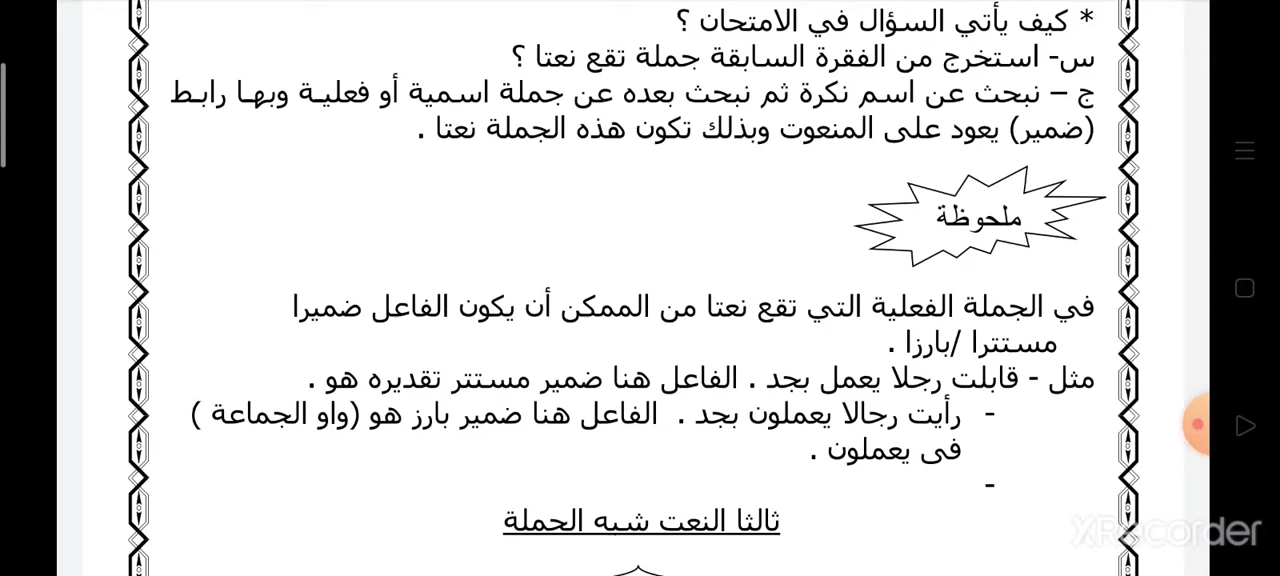 * كيف يأتي السؤال في الامتحان ؟
س- استخرج من الفقرة السابقة جملة تقع نعتا ؟
ج – نبحث عن اسم نكرة ثم نبحث بعده عن جملة اسمية أو فعلية وبها رابط
(ضمير) يعود على المنعوت وبذلك تكون هذه الجملة نعتا .
ملحوظة
في الجملة الفعلية التي تقع نعتا من الممكن أن يكون الفاعل ضميرا
مستترا /بارزا .
مثل - قابلت رجلا يعمل بجد . الفاعل هنا ضمير مستتر تقديره هو .
- رأيت رجالا يعملون بجد . الفاعل هنا ضمير بارز هو (واو الجماعة )
فى يعملون .
-
ثالثا النعت شبه الجملة
XRecorder